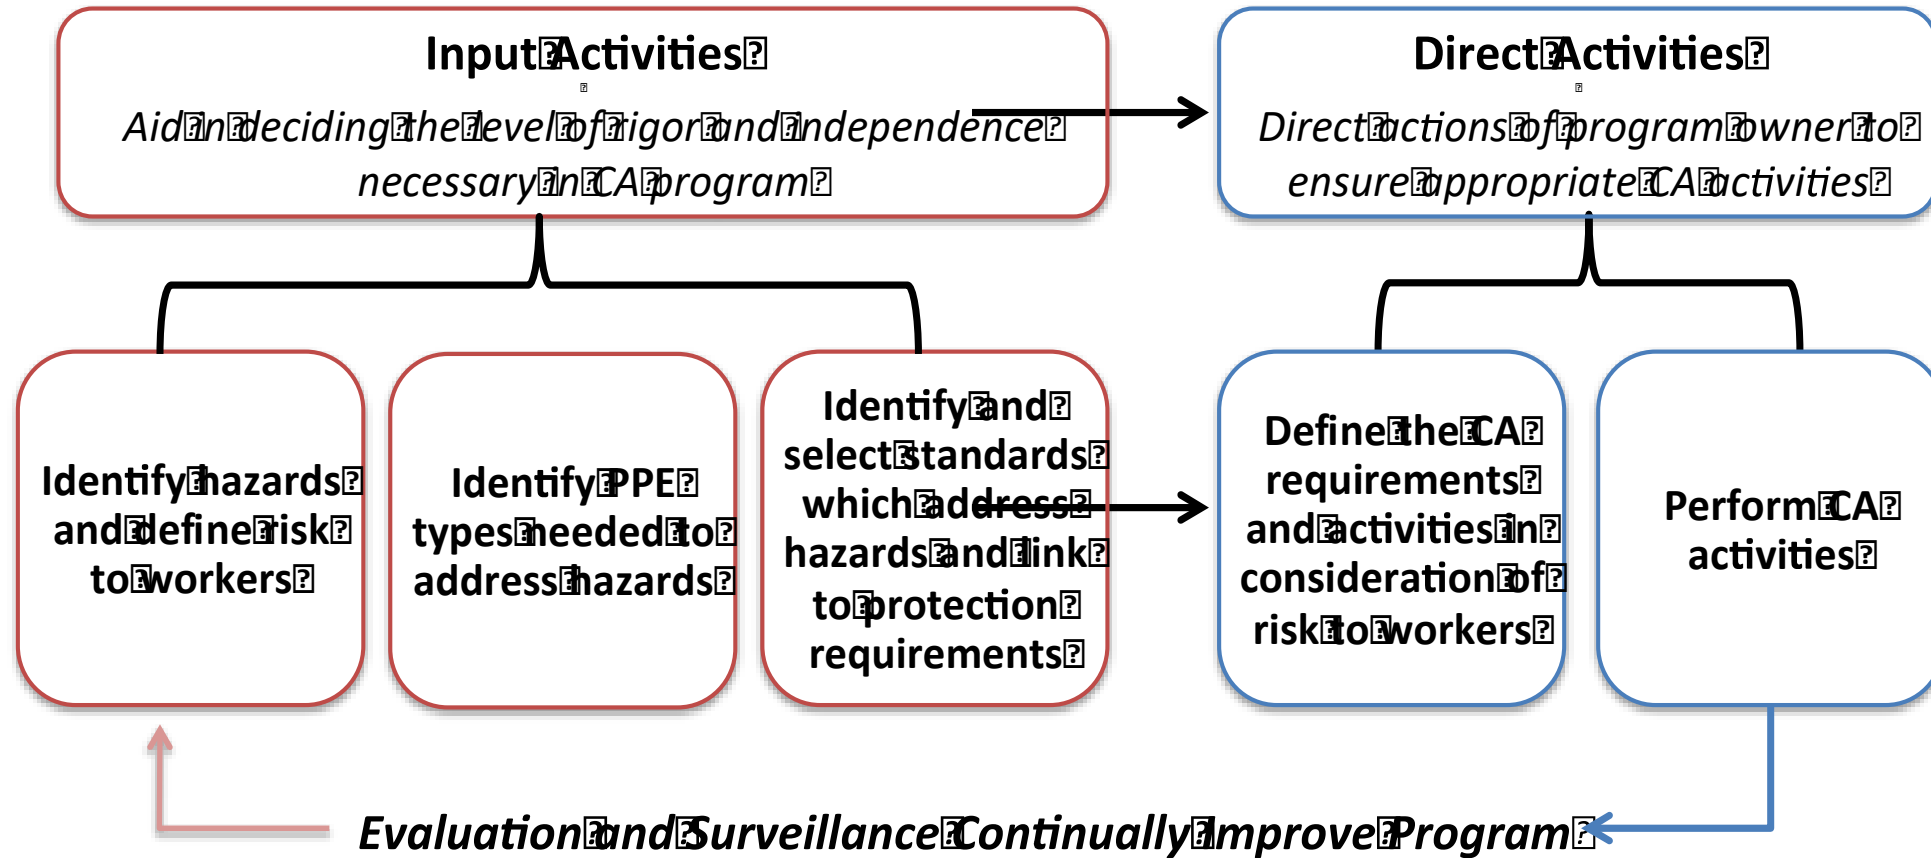 Input Activities
Aid in deciding the level of rigor and independence
necessary in CA program
Direct Activities
Direct actions of program owner to
ensure appropriate CA activities
Identify hazards
and define risk
to workers
Identify PPE
types needed to
address hazards
Identify and
select standards
which address
hazards and link
to protection
requirements
Define the CA
requirements
and activities in
consideration of
risk to workers
Perform CA
activities
Evaluation and Surveillance Continually Improve Program